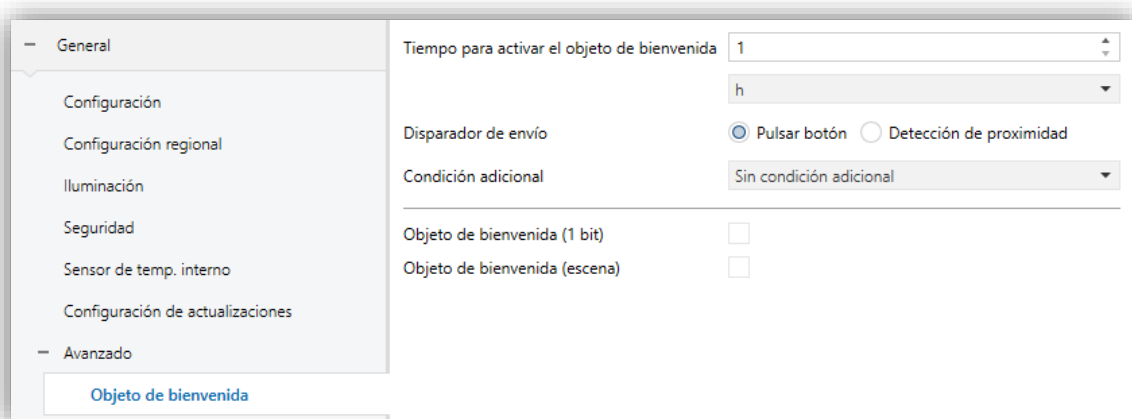 General
Configuración
Configuración regional
Iluminación
Seguridad
Sensor de temp. interno
Configuración de actualizaciones
Avanzado
Objeto de bienvenida
Tiempo para activar el objeto de bienvenida 1
h
Disparador de envío Pulsar botón Detección de proximidad
Condición adicional Sin condición adicional
Objeto de bienvenida (1 bit)
Objeto de bienvenida (escena)